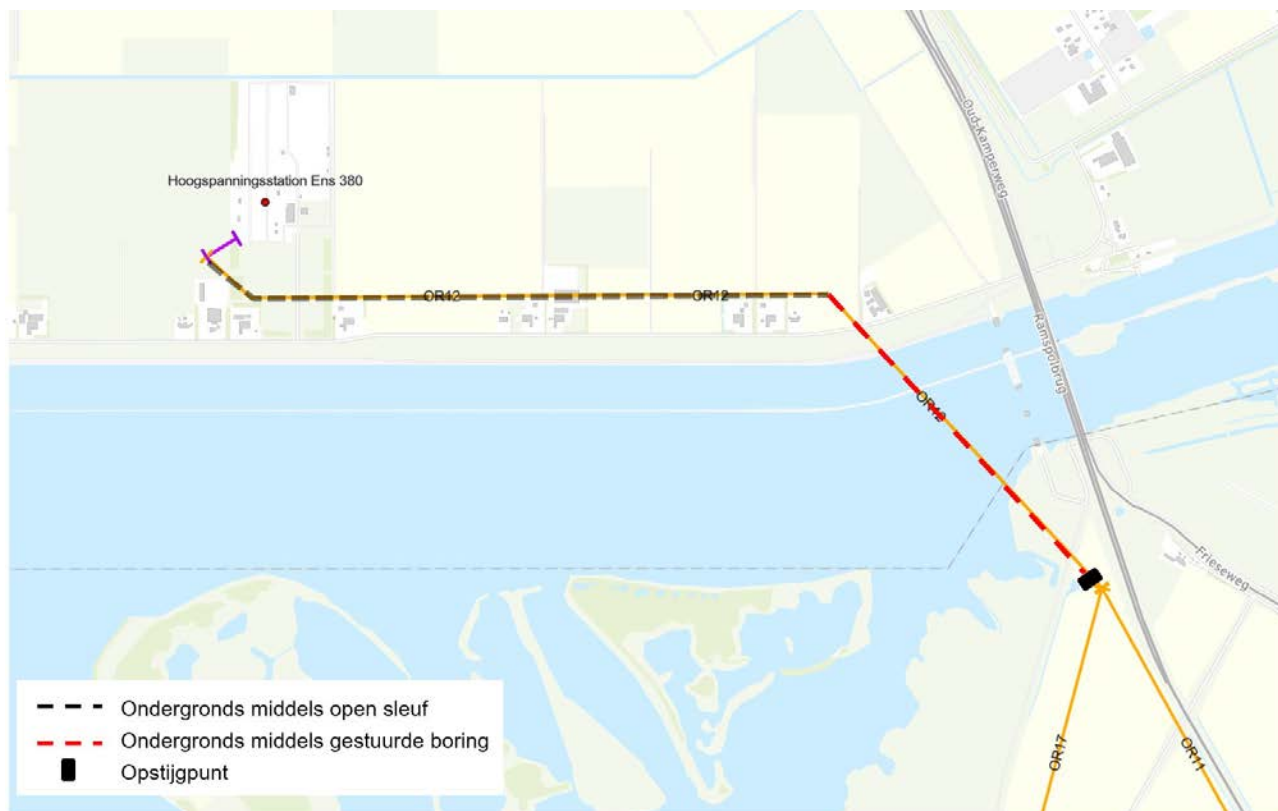 Oud-Kamperweg
Hoogspanningsstation Ens 380
OR12
OR12
Ramspolbrug
OR12
Frieseweg
OR17
OR11
Ondergronds middels open sleuf
Ondergronds middels gestuurde boring
Opstijgpunt